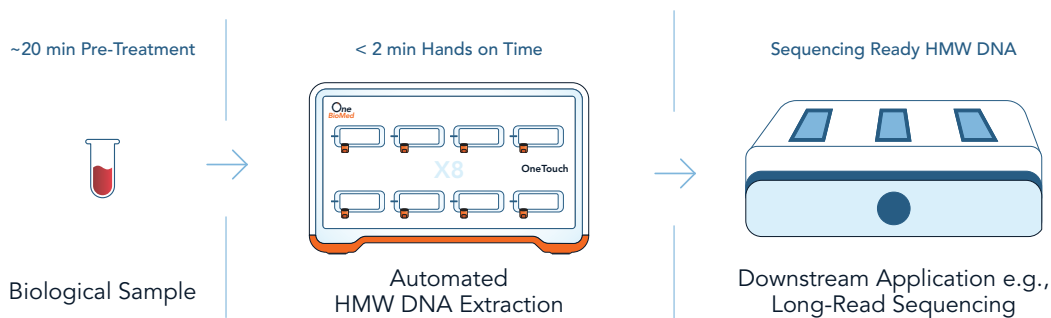 ~20 min Pre-Treatment
< 2 min Hands on Time
Sequencing Ready HMW DNA
One
BioMed
X8
OneTouch
Biological Sample
Automated
HMW DNA Extraction
Downstream Application e.g.,
Long-Read Sequencing